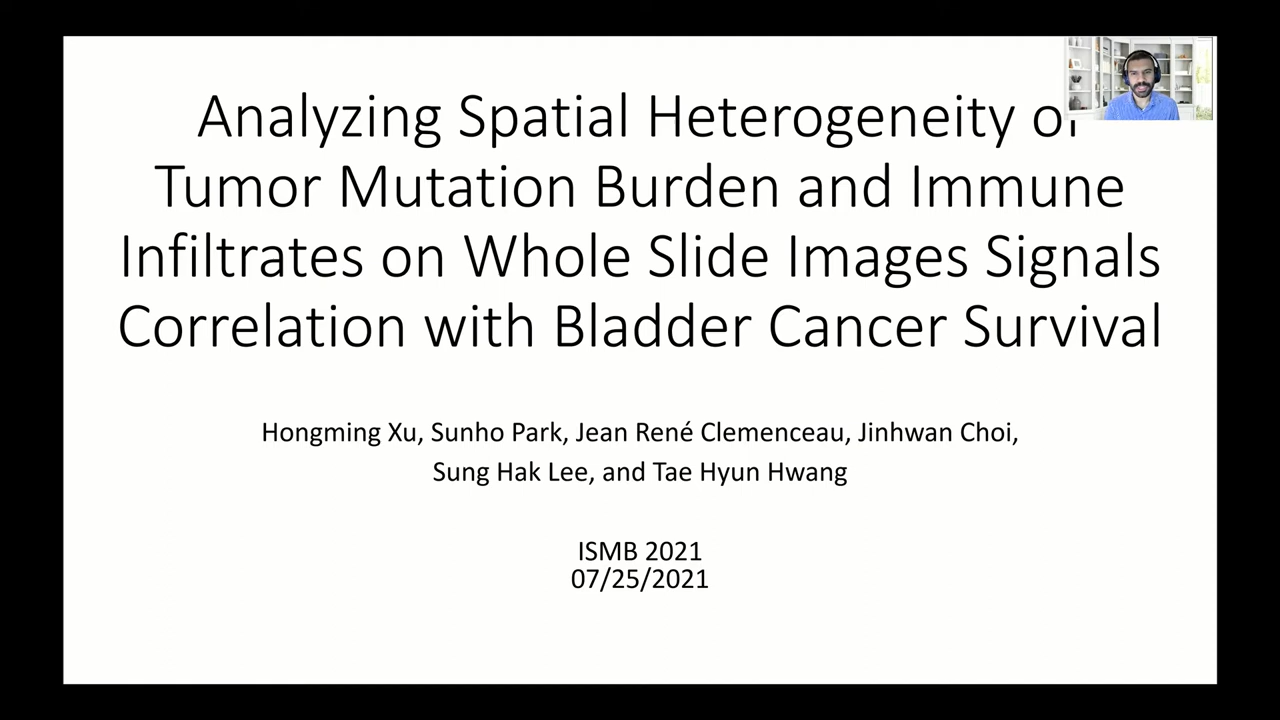 Analyzing Spatial Heterogeneity of
Tumor Mutation Burden and Immune
Infiltrates on Whole Slide Images Signals
Correlation with Bladder Cancer Survival
Hongming Xu, Sunho Park, Jean René Clemenceau, Jinhwan Choi,
Sung Hak Lee, and Tae Hyun Hwang
ISMB 2021
07/25/2021